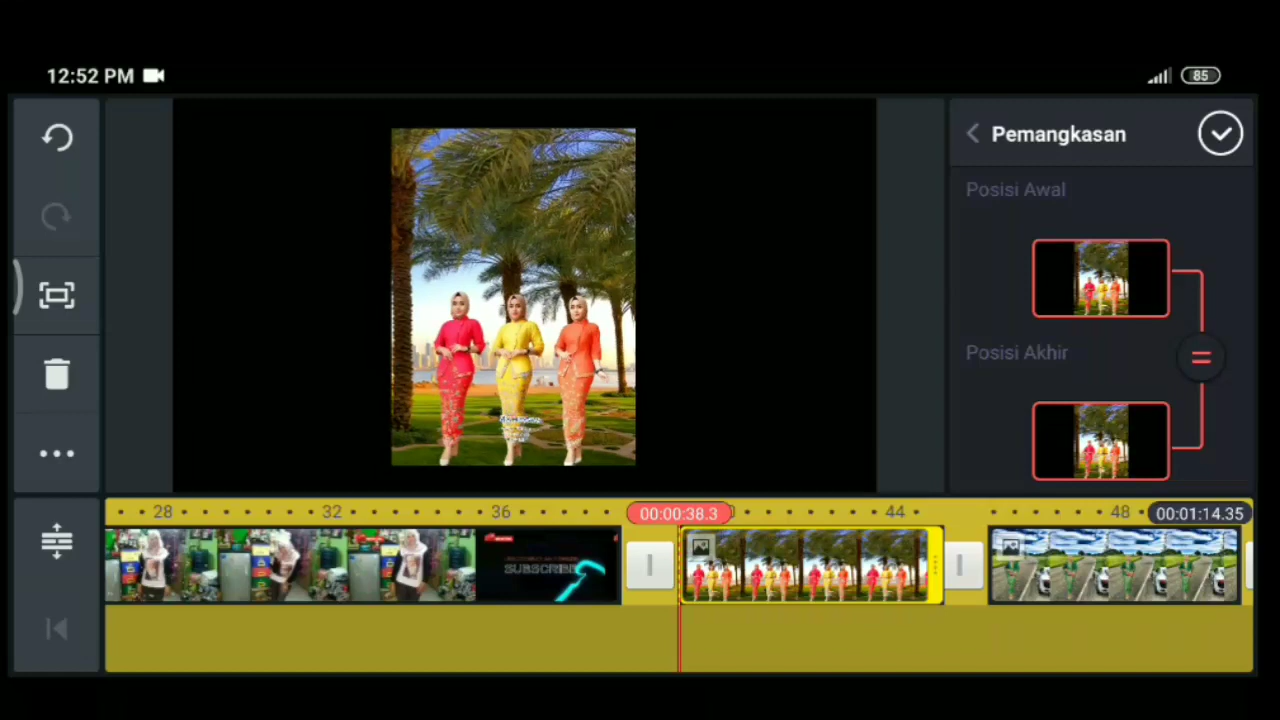 12:52 PM
85
Pemangkasan
Posisi Awal
Posisi Akhir
28
32
36
00:00:38.3
44
48
00:01:14.35
SUBSCRIBE